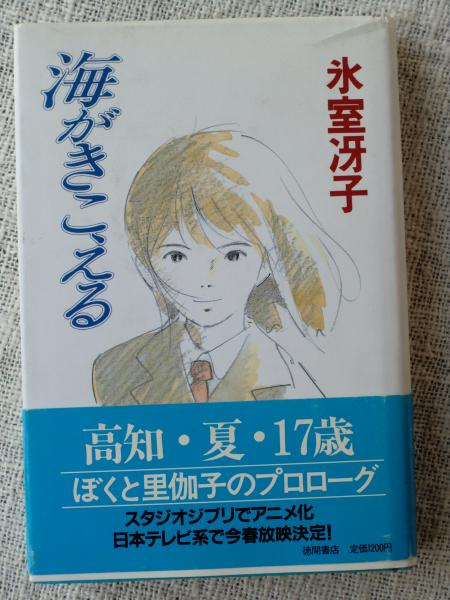 氷室冴子
海がきこえる
高知・夏・17歳
ぼくと里伽子のプロローグ
スタジオジブリでアニメ化
日本テレビ系で今春放映決定!
徳間書店 定価1200円